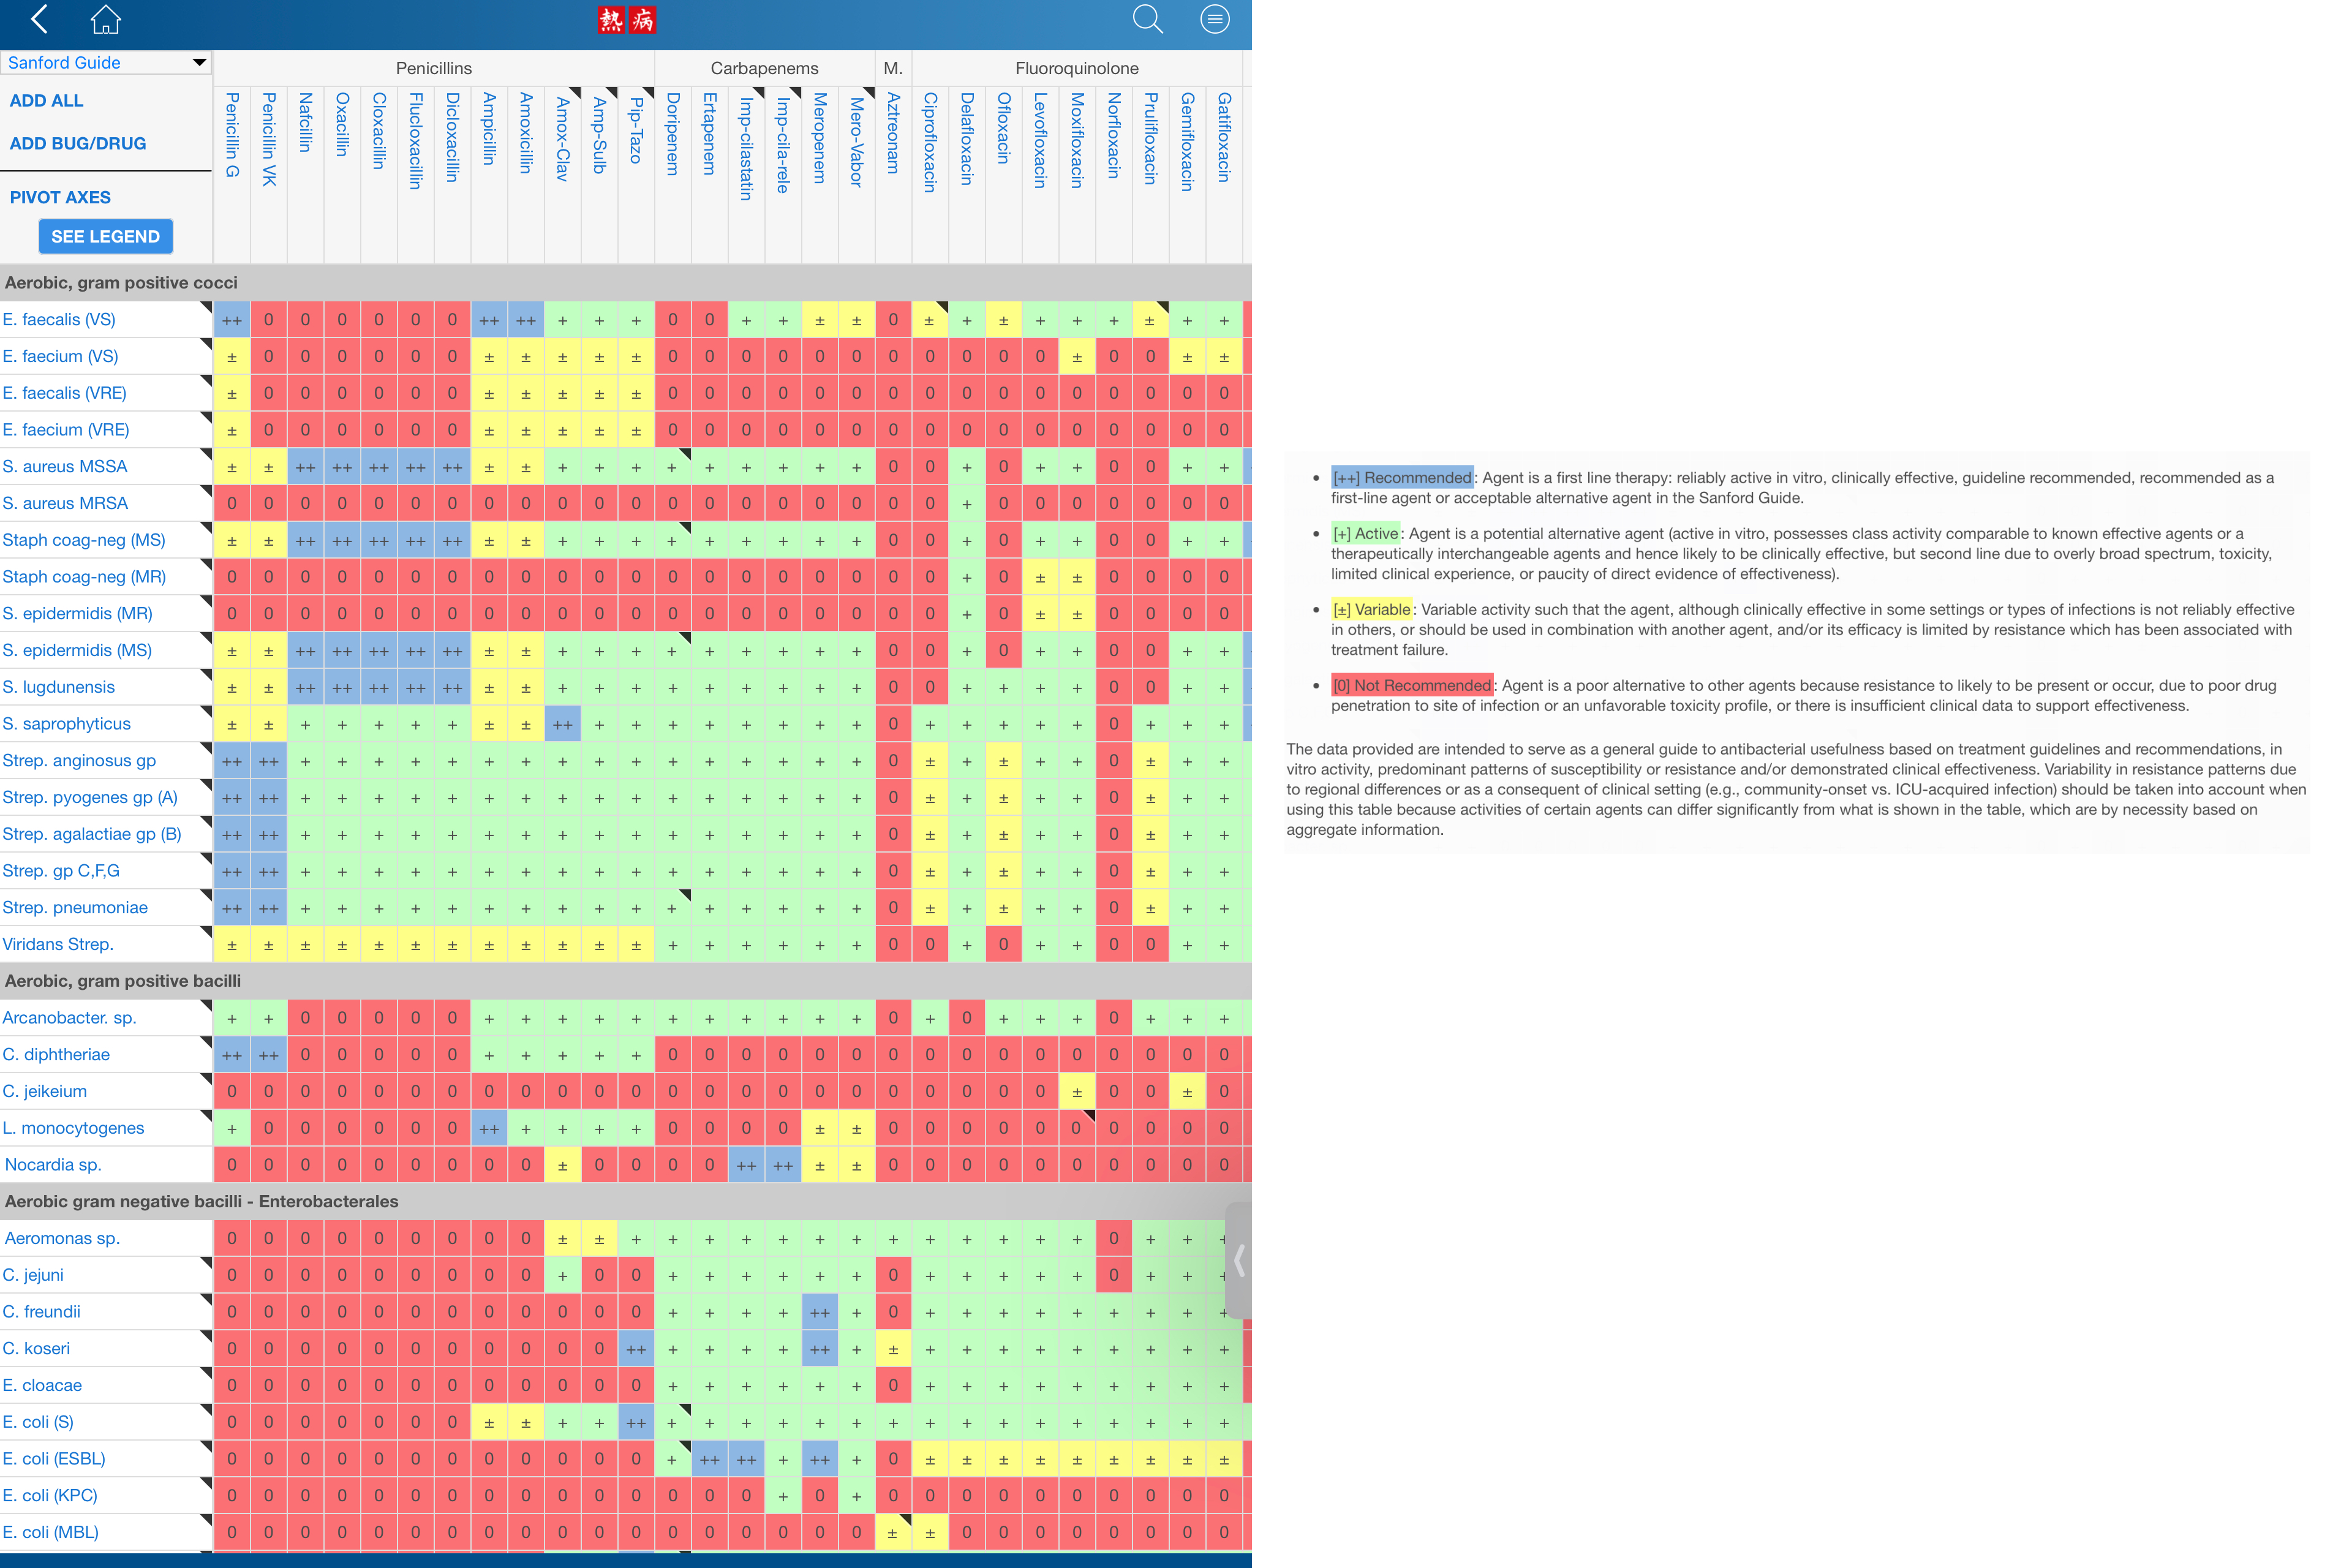 熱 病
Sanford Guide
ADD ALL
ADD BUG/DRUG
PIVOT AXES
SEE LEGEND
Penicillins Carbapenems M. Fluoroquinolone
Penicillin G
Penicillin VK
Nafcillin
Oxacillin
Cloxacillin
Flucloxacillin
Dicloxacillin
Ampicillin
Amoxicillin
Amox-Clav
Amp-Sulb
Pip-Tazo
Doripenem
Ertapenem
Imp-cilastatin
Imp-cila-rele
Meropenem
Mero-Vabor
Aztreonam
Ciprofloxacin
Delafloxacin
Ofloxacin
Levofloxacin
Moxifloxacin
Norfloxacin
Prulifloxacin
Gemifloxacin
Gatifloxacin
Aerobic, gram positive cocci
E. faecalis (VS) ++ 0 0 0 0 0 0 ++ ++ + + + 0 0 + + ± ± 0 ± + ± + + + ± + +
E. faecium (VS) ± 0 0 0 0 0 0 ± ± ± ± ± 0 0 0 0 0 0 0 0 0 0 0 ± 0 0 ± ±
E. faecalis (VRE) ± 0 0 0 0 0 0 ± ± ± ± ± 0 0 0 0 0 0 0 0 0 0 0 0 0 0 0 0
E. faecium (VRE) ± 0 0 0 0 0 0 ± ± ± ± ± 0 0 0 0 0 0 0 0 0 0 0 0 0 0 0 0
S. aureus MSSA ± ± ++ ++ ++ ++ ++ ± ± + + + + + + + + + 0 0 + 0 + + 0 0 + +
S. aureus MRSA 0 0 0 0 0 0 0 0 0 0 0 0 0 0 0 0 0 0 0 0 + 0 0 0 0 0 0 0
Staph coag-neg (MS) ± ± ++ ++ ++ ++ ++ ± ± + + + + + + + + + 0 0 + 0 + + 0 0 + +
Staph coag-neg (MR) 0 0 0 0 0 0 0 0 0 0 0 0 0 0 0 0 0 0 0 0 + 0 ± ± 0 0 0 0
S. epidermidis (MR) 0 0 0 0 0 0 0 0 0 0 0 0 0 0 0 0 0 0 0 0 + 0 ± ± 0 0 0 0
S. epidermidis (MS) ± ± ++ ++ ++ ++ ++ ± ± + + + + + + + + + 0 0 + 0 + + 0 0 + +
S. lugdunensis ± ± ++ ++ ++ ++ ++ ± ± + + + + + + + + + 0 0 + + + + 0 0 + +
S. saprophyticus ± ± + + + + + ± ± ++ + + + + + + + + 0 + + + + + 0 + + +
Strep. anginosus gp ++ ++ + + + + + + + + + + + + + + + + 0 ± + ± + + 0 ± + +
Strep. pyogenes gp (A) ++ ++ + + + + + + + + + + + + + + + + 0 ± + ± + + 0 ± + +
Strep. agalactiae gp (B) ++ ++ + + + + + + + + + + + + + + + + 0 ± + ± + + 0 ± + +
Strep. gp C,F,G ++ ++ + + + + + + + + + + + + + + + + 0 ± + ± + + 0 ± + +
Strep. pneumoniae ++ ++ + + + + + + + + + + + + + + + + 0 ± + ± + + 0 ± + +
Viridans Strep. ± ± ± ± ± ± ± ± ± ± ± ± + + + + + + 0 0 + 0 + + 0 0 + +
Aerobic, gram positive bacilli
Arcanobacter. sp. + + 0 0 0 0 0 + + + + + + + + + + + 0 + 0 + + + 0 + + +
C. diphtheriae ++ ++ 0 0 0 0 0 + + + + + 0 0 0 0 0 0 0 0 0 0 0 0 0 0 0 0
C. jeikeium 0 0 0 0 0 0 0 0 0 0 0 0 0 0 0 0 0 0 0 0 0 0 0 ± 0 0 ± 0
L. monocytogenes + 0 0 0 0 0 0 ++ + + + + 0 0 0 0 ± ± 0 0 0 0 0 0 0 0 0 0
Nocardia sp. 0 0 0 0 0 0 0 0 0 ± 0 0 0 0 ++ ++ ± ± 0 0 0 0 0 0 0 0 0 0
Aerobic gram negative bacilli - Enterobacterales
Aeromonas sp. 0 0 0 0 0 0 0 0 0 ± ± + + + + + + + + + + + + + 0 + + +
C. jejuni 0 0 0 0 0 0 0 0 0 + 0 0 + + + + + + 0 + + + + + 0 + + +
C. freundii 0 0 0 0 0 0 0 0 0 0 0 0 + + + + ++ + 0 + + + + + + + + +
C. koseri 0 0 0 0 0 0 0 0 0 0 0 ++ + + + + ++ + ± + + + + + + + + +
E. cloacae 0 0 0 0 0 0 0 0 0 0 0 0 + + + + + + 0 + + + + + + + + +
E. coli (S) 0 0 0 0 0 0 0 ± ± + + ++ + + + + + + + + + + + + + + + +
E. coli (ESBL) 0 0 0 0 0 0 0 0 0 0 0 0 + ++ ++ + ++ + 0 ± ± ± ± ± ± ± ± ±
E. coli (KPC) 0 0 0 0 0 0 0 0 0 0 0 0 0 0 0 + 0 + 0 0 0 0 0 0 0 0 0 0
E. coli (MBL) 0 0 0 0 0 0 0 0 0 0 0 0 0 0 0 0 0 0 ± ± 0 0 0 0 0 0 0 0
• [++] Recommended: Agent is a first line therapy: reliably active in vitro, clinically effective, guideline recommended, recommended as a
first-line agent or acceptable alternative agent in the Sanford Guide.
• [+] Active: Agent is a potential alternative agent (active in vitro, possesses class activity comparable to known effective agents or a
therapeutically interchangeable agents and hence likely to be clinically effective, but second line due to overly broad spectrum, toxicity,
limited clinical experience, or paucity of direct evidence of effectiveness).
• [±] Variable: Variable activity such that the agent, although clinically effective in some settings or types of infections is not reliably effective
in others, or should be used in combination with another agent, and/or its efficacy is limited by resistance which has been associated with
treatment failure.
• [0] Not Recommended: Agent is a poor alternative to other agents because resistance to likely to be present or occur, due to poor drug
penetration to site of infection or an unfavorable toxicity profile, or there is insufficient clinical data to support effectiveness.
The data provided are intended to serve as a general guide to antibacterial usefulness based on treatment guidelines and recommendations, in
vitro activity, predominant patterns of susceptibility or resistance and/or demonstrated clinical effectiveness. Variability in resistance patterns due
to regional differences or as a consequent of clinical setting (e.g., community-onset vs. ICU-acquired infection) should be taken into account when
using this table because activities of certain agents can differ significantly from what is shown in the table, which are by necessity based on
aggregate information.